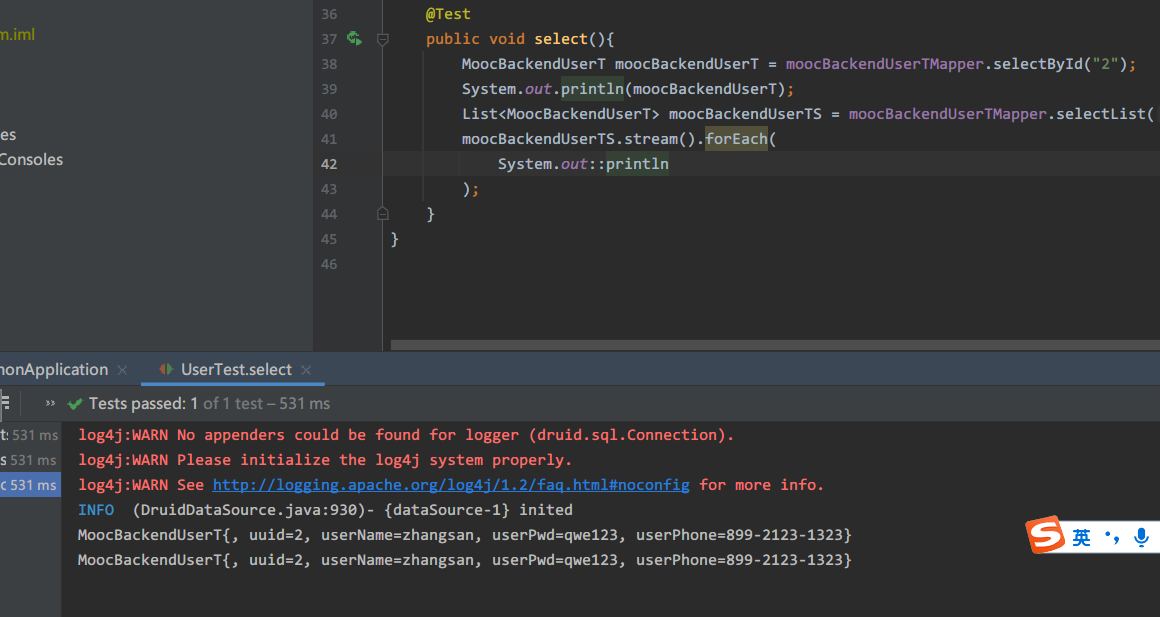 m.iml
es
Consoles
36 @Test
37 public void select(){
38 MoocBackendUserT moocBackendUserT = moocBackendUserTMapper.selectById("2");
39 System.out.println(moocBackendUserT);
40 List<MoocBackendUserT> moocBackendUserTS = moocBackendUserTMapper.selectList(
41 moocBackendUserTS.stream().forEach(
42 System.out::println
43 );
44 }
45 }
46
nonApplication × UserTest.select ×
» Tests passed: 1 of 1 test – 531 ms
ts 531 ms log4j:WARN No appenders could be found for logger (druid.sql.Connection).
s 531 ms log4j:WARN Please initialize the log4j system properly.
c 531 ms log4j:WARN See http://logging.apache.org/log4j/1.2/faq.html#noconfig for more info.
INFO (DruidDataSource.java:930)- {dataSource-1} inited
MoocBackendUserT{, uuid=2, userName=zhangsan, userPwd=qwe123, userPhone=899-2123-1323}
MoocBackendUserT{, uuid=2, userName=zhangsan, userPwd=qwe123, userPhone=899-2123-1323}
S 英